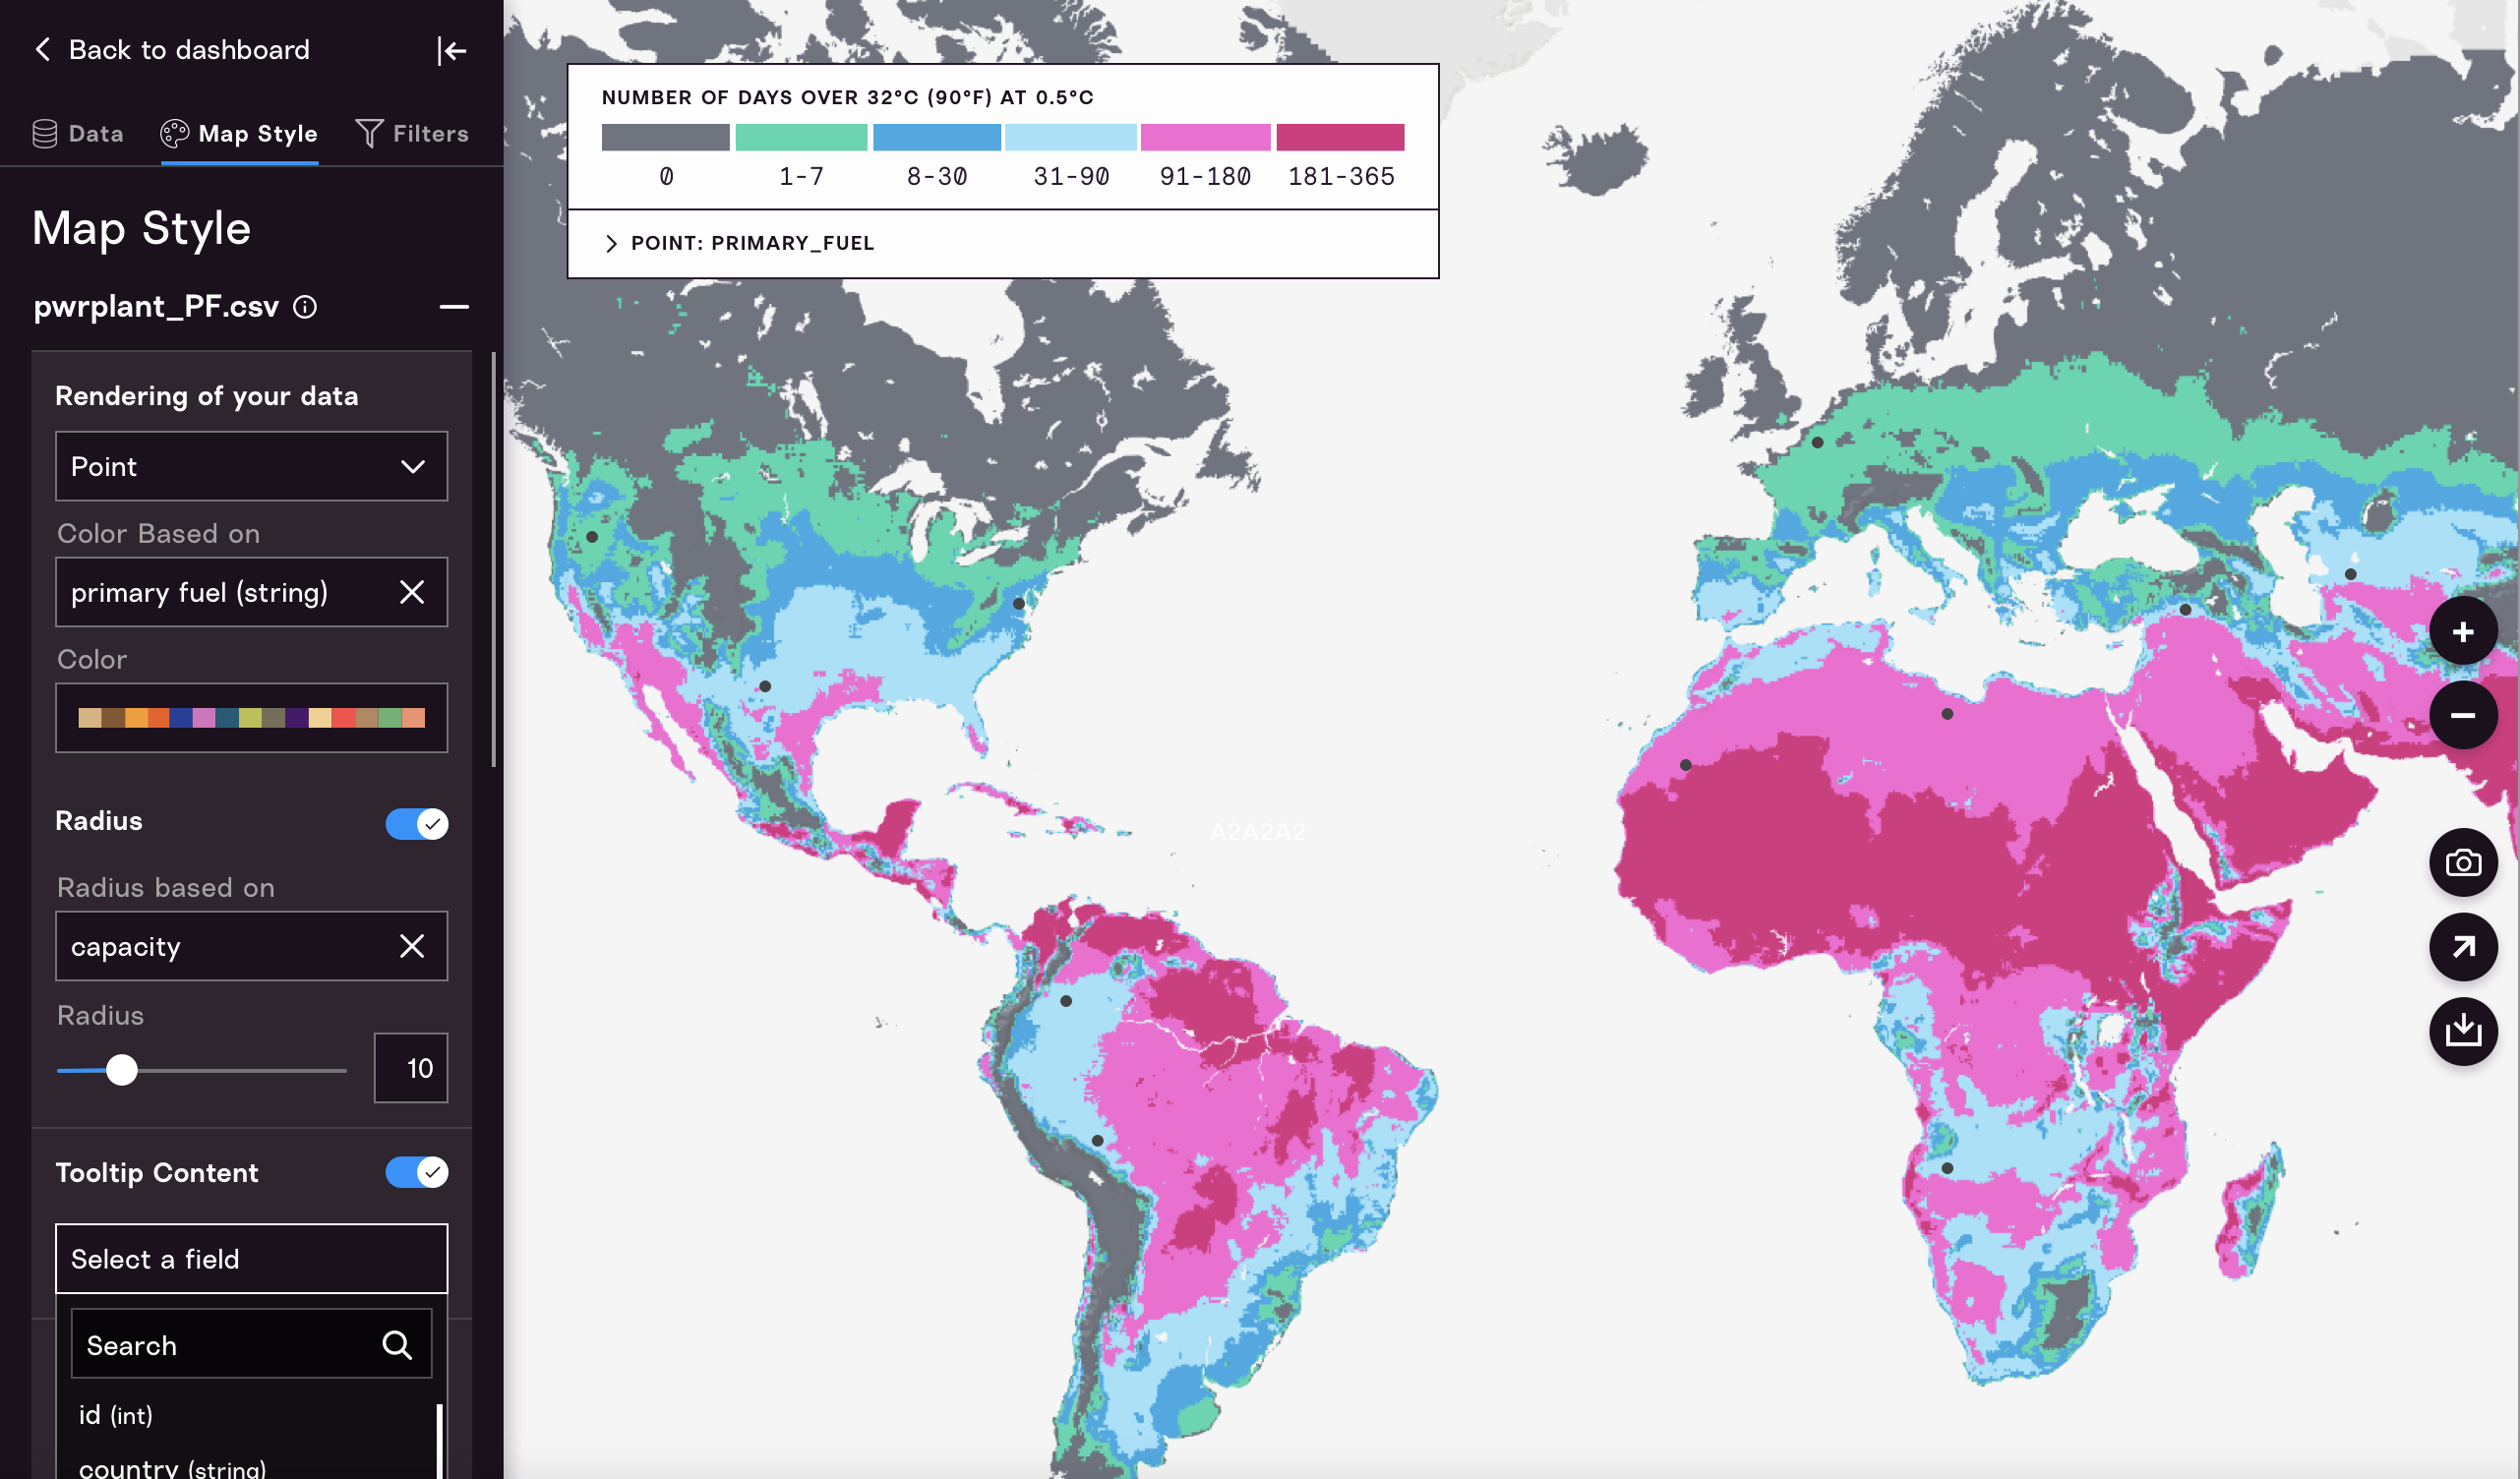 Back to dashboard
Data
Map Style
Filters
Map Style
pwrplant_PF.csv
Rendering of your data
Point
Color Based on
primary fuel (string)
Color
Radius
Radius based on
capacity
Radius
10
Tooltip Content
Select a field
Search
id (int)
country (string)
NUMBER OF DAYS OVER 32°C (90°F) AT 0.5°C
0 1-7 8-30 31-90 91-180 181-365
POINT: PRIMARY_FUEL
A2A2A2